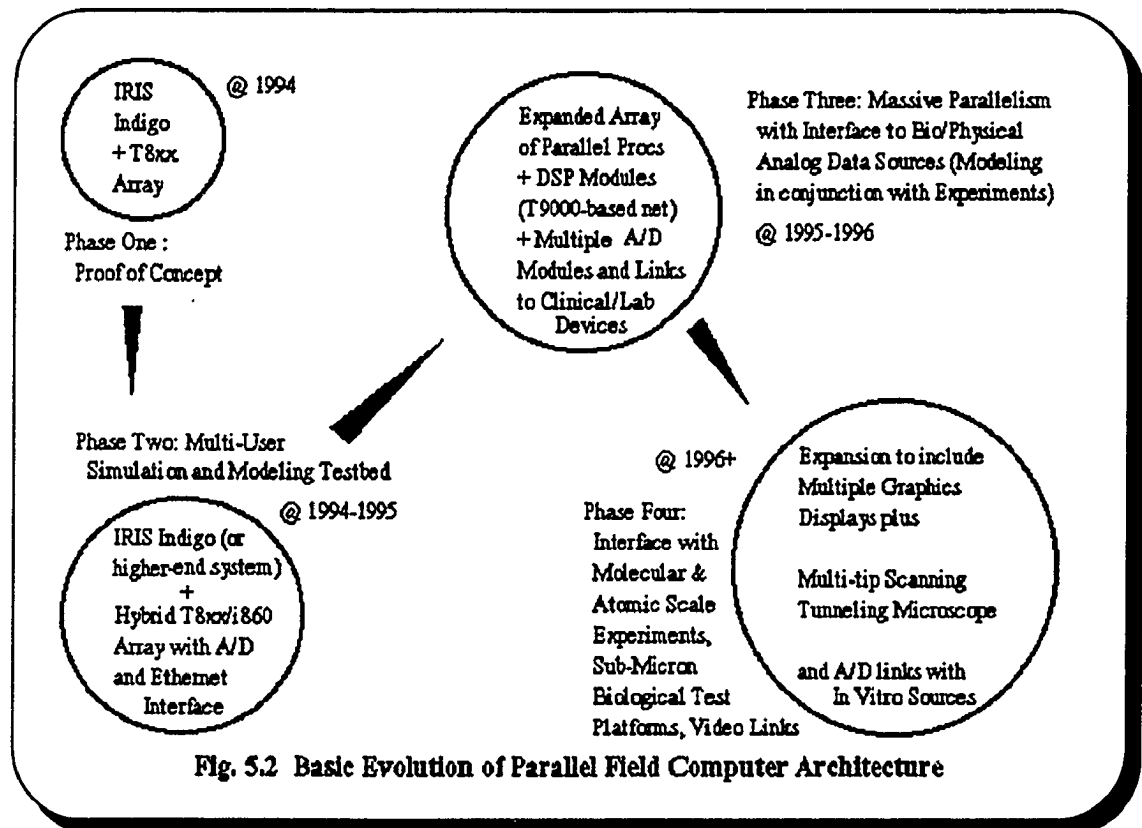 IRIS
Indigo
+ T8xx
Array
@ 1994
Phase One :
Proof of Concept
Phase Two: Multi-User
Simulation and Modeling Testbed
@ 1994-1995
IRIS Indigo (or
higher-end system)
+
Hybrid T8xx/i860
Array with A/D
and Ethernet
Interface
Expanded Array
of Parallel Procs
+ DSP Modules
(T9000-based net)
+ Multiple A/D
Modules and Links
to Clinical/Lab
Devices
Phase Three: Massive Parallelism
with Interface to Bio/Physical
Analog Data Sources (Modeling
in conjunction with Experiments)
@ 1995-1996
@ 1996+
Phase Four:
Interface with
Molecular &
Atomic Scale
Experiments,
Sub-Micron
Biological Test
Platforms, Video Links
Expansion to include
Multiple Graphics
Displays plus
Multi-tip Scanning
Tunneling Microscope
and A/D links with
In Vitro Sources
Fig. 5.2 Basic Evolution of Parallel Field Computer Architecture